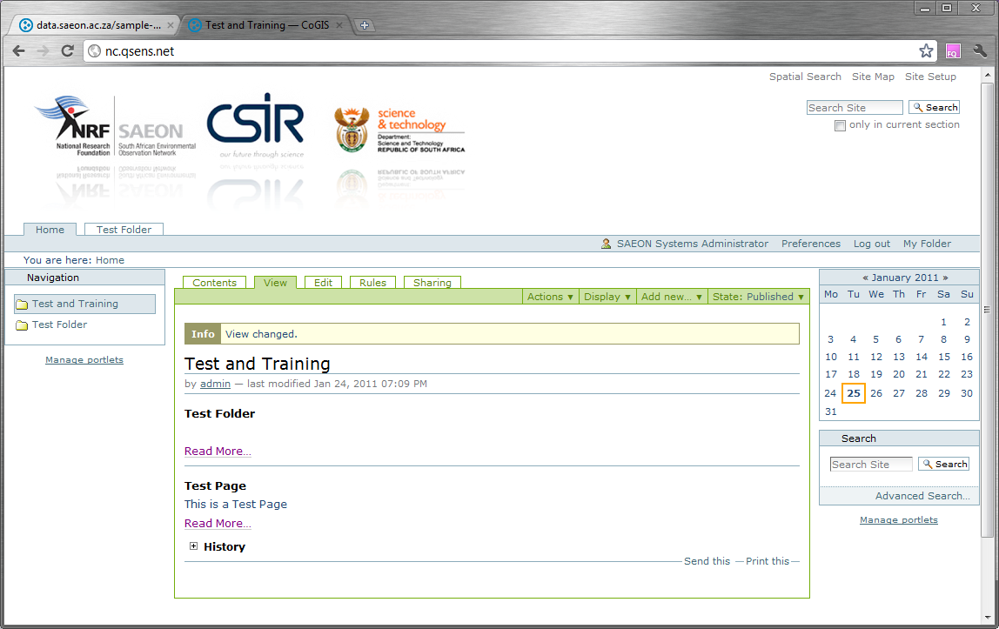 data.saeon.ac.za/sample-...
Test and Training — CoGIS
nc.qsens.net
FQ
Spatial Search Site Map Site Setup
Search Site Search
only in current section
NRF
National Research
Foundation
SAEON
South African Environmental
Observation Network
CSIR
our future through science
science
& technology
Department:
Science and Technology
REPUBLIC OF SOUTH AFRICA
Home Test Folder
SAEON Systems Administrator Preferences Log out My Folder
You are here: Home
Navigation
Test and Training
Test Folder
Manage portlets
Contents View Edit Rules Sharing
Actions ▼ Display ▼ Add new... ▼ State: Published ▼
Info View changed.
Test and Training
by admin — last modified Jan 24, 2011 07:09 PM
Test Folder
Read More...
Test Page
This is a Test Page
Read More...
History
Send this — Print this —
« January 2011 »
Mo Tu We Th Fr Sa Su
1 2
3 4 5 6 7 8 9
10 11 12 13 14 15 16
17 18 19 20 21 22 23
24 25 26 27 28 29 30
31
Search
Search Site Search
Advanced Search...
Manage portlets